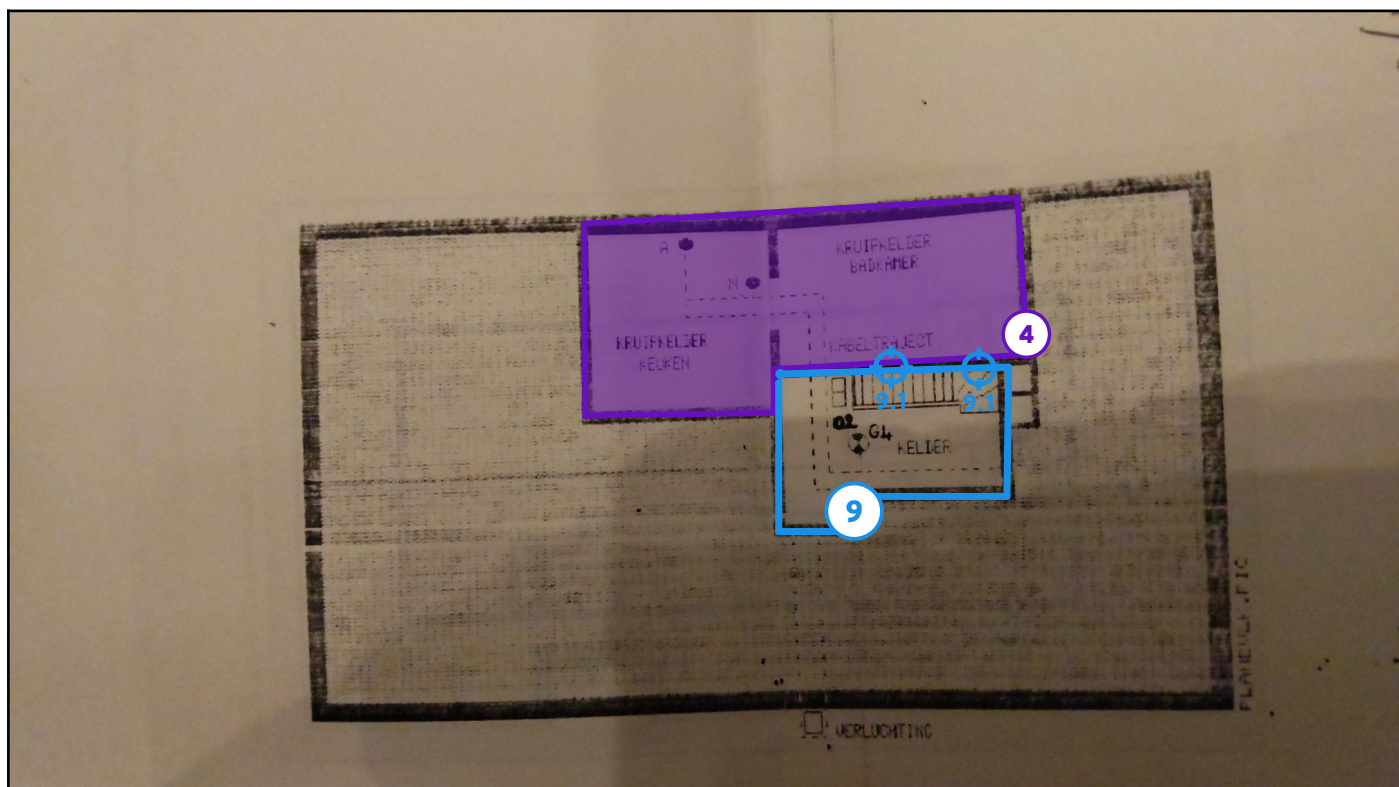 A
N
KRUIPKELDER
BADKAMER
KRUIPKELDER
KEUKEN
KABELTRAJECT
4
9.1
9.1
G4
KELDER
9
VERLUCHTING